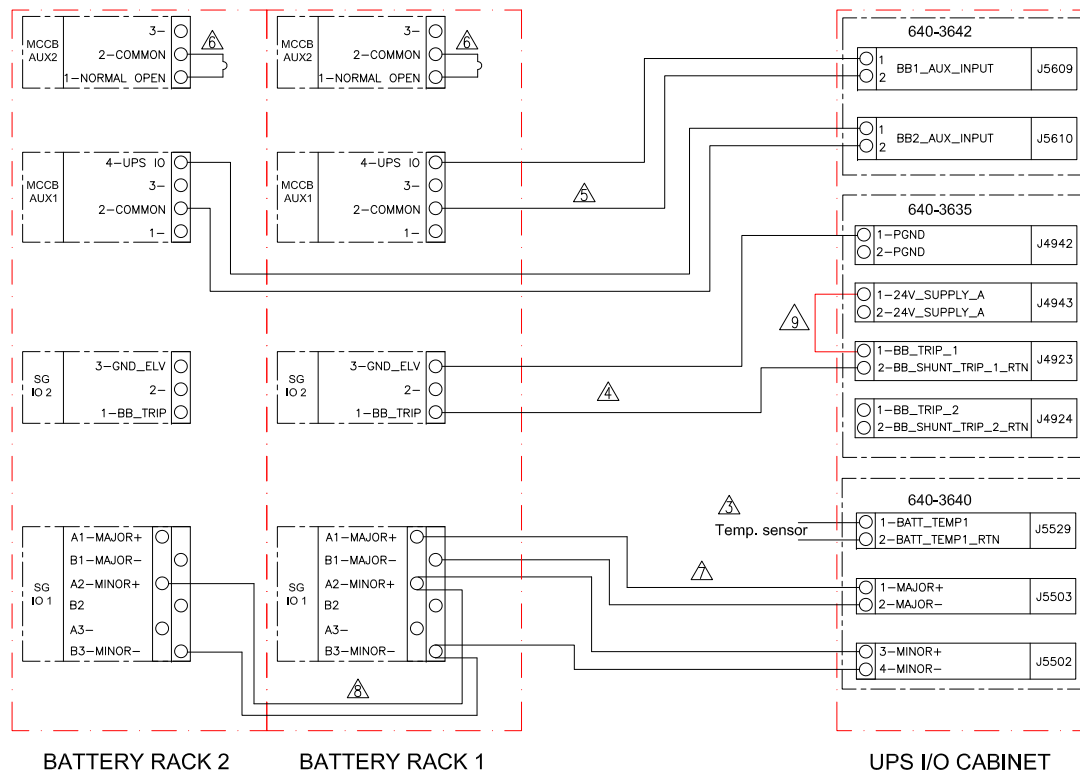 MCCB
AUX2
3-
2-COMMON
1-NORMAL OPEN
6
MCCB
AUX1
4-UPS IO
3-
2-COMMON
1-
SG
IO 2
3-GND_ELV
2-
1-BB_TRIP
SG
IO 1
A1-MAJOR+
B1-MAJOR-
A2-MINOR+
B2
A3-
B3-MINOR-
BATTERY RACK 2
MCCB
AUX2
3-
2-COMMON
1-NORMAL OPEN
6
MCCB
AUX1
4-UPS IO
3-
2-COMMON
1-
5
SG
IO 2
3-GND_ELV
2-
1-BB_TRIP
4
SG
IO 1
A1-MAJOR+
B1-MAJOR-
A2-MINOR+
B2
A3-
B3-MINOR-
7
8
BATTERY RACK 1
640-3642
1
2
BB1_AUX_INPUT
J5609
1
2
BB2_AUX_INPUT
J5610
640-3635
1-PGND
2-PGND
J4942
9
1-24V_SUPPLY_A
2-24V_SUPPLY_A
J4943
1-BB_TRIP_1
2-BB_SHUNT_TRIP_1_RTN
J4923
1-BB_TRIP_2
2-BB_SHUNT_TRIP_2_RTN
J4924
640-3640
3
Temp. sensor
1-BATT_TEMP1
2-BATT_TEMP1_RTN
J5529
1-MAJOR+
2-MAJOR-
J5503
3-MINOR+
4-MINOR-
J5502
UPS I/O CABINET